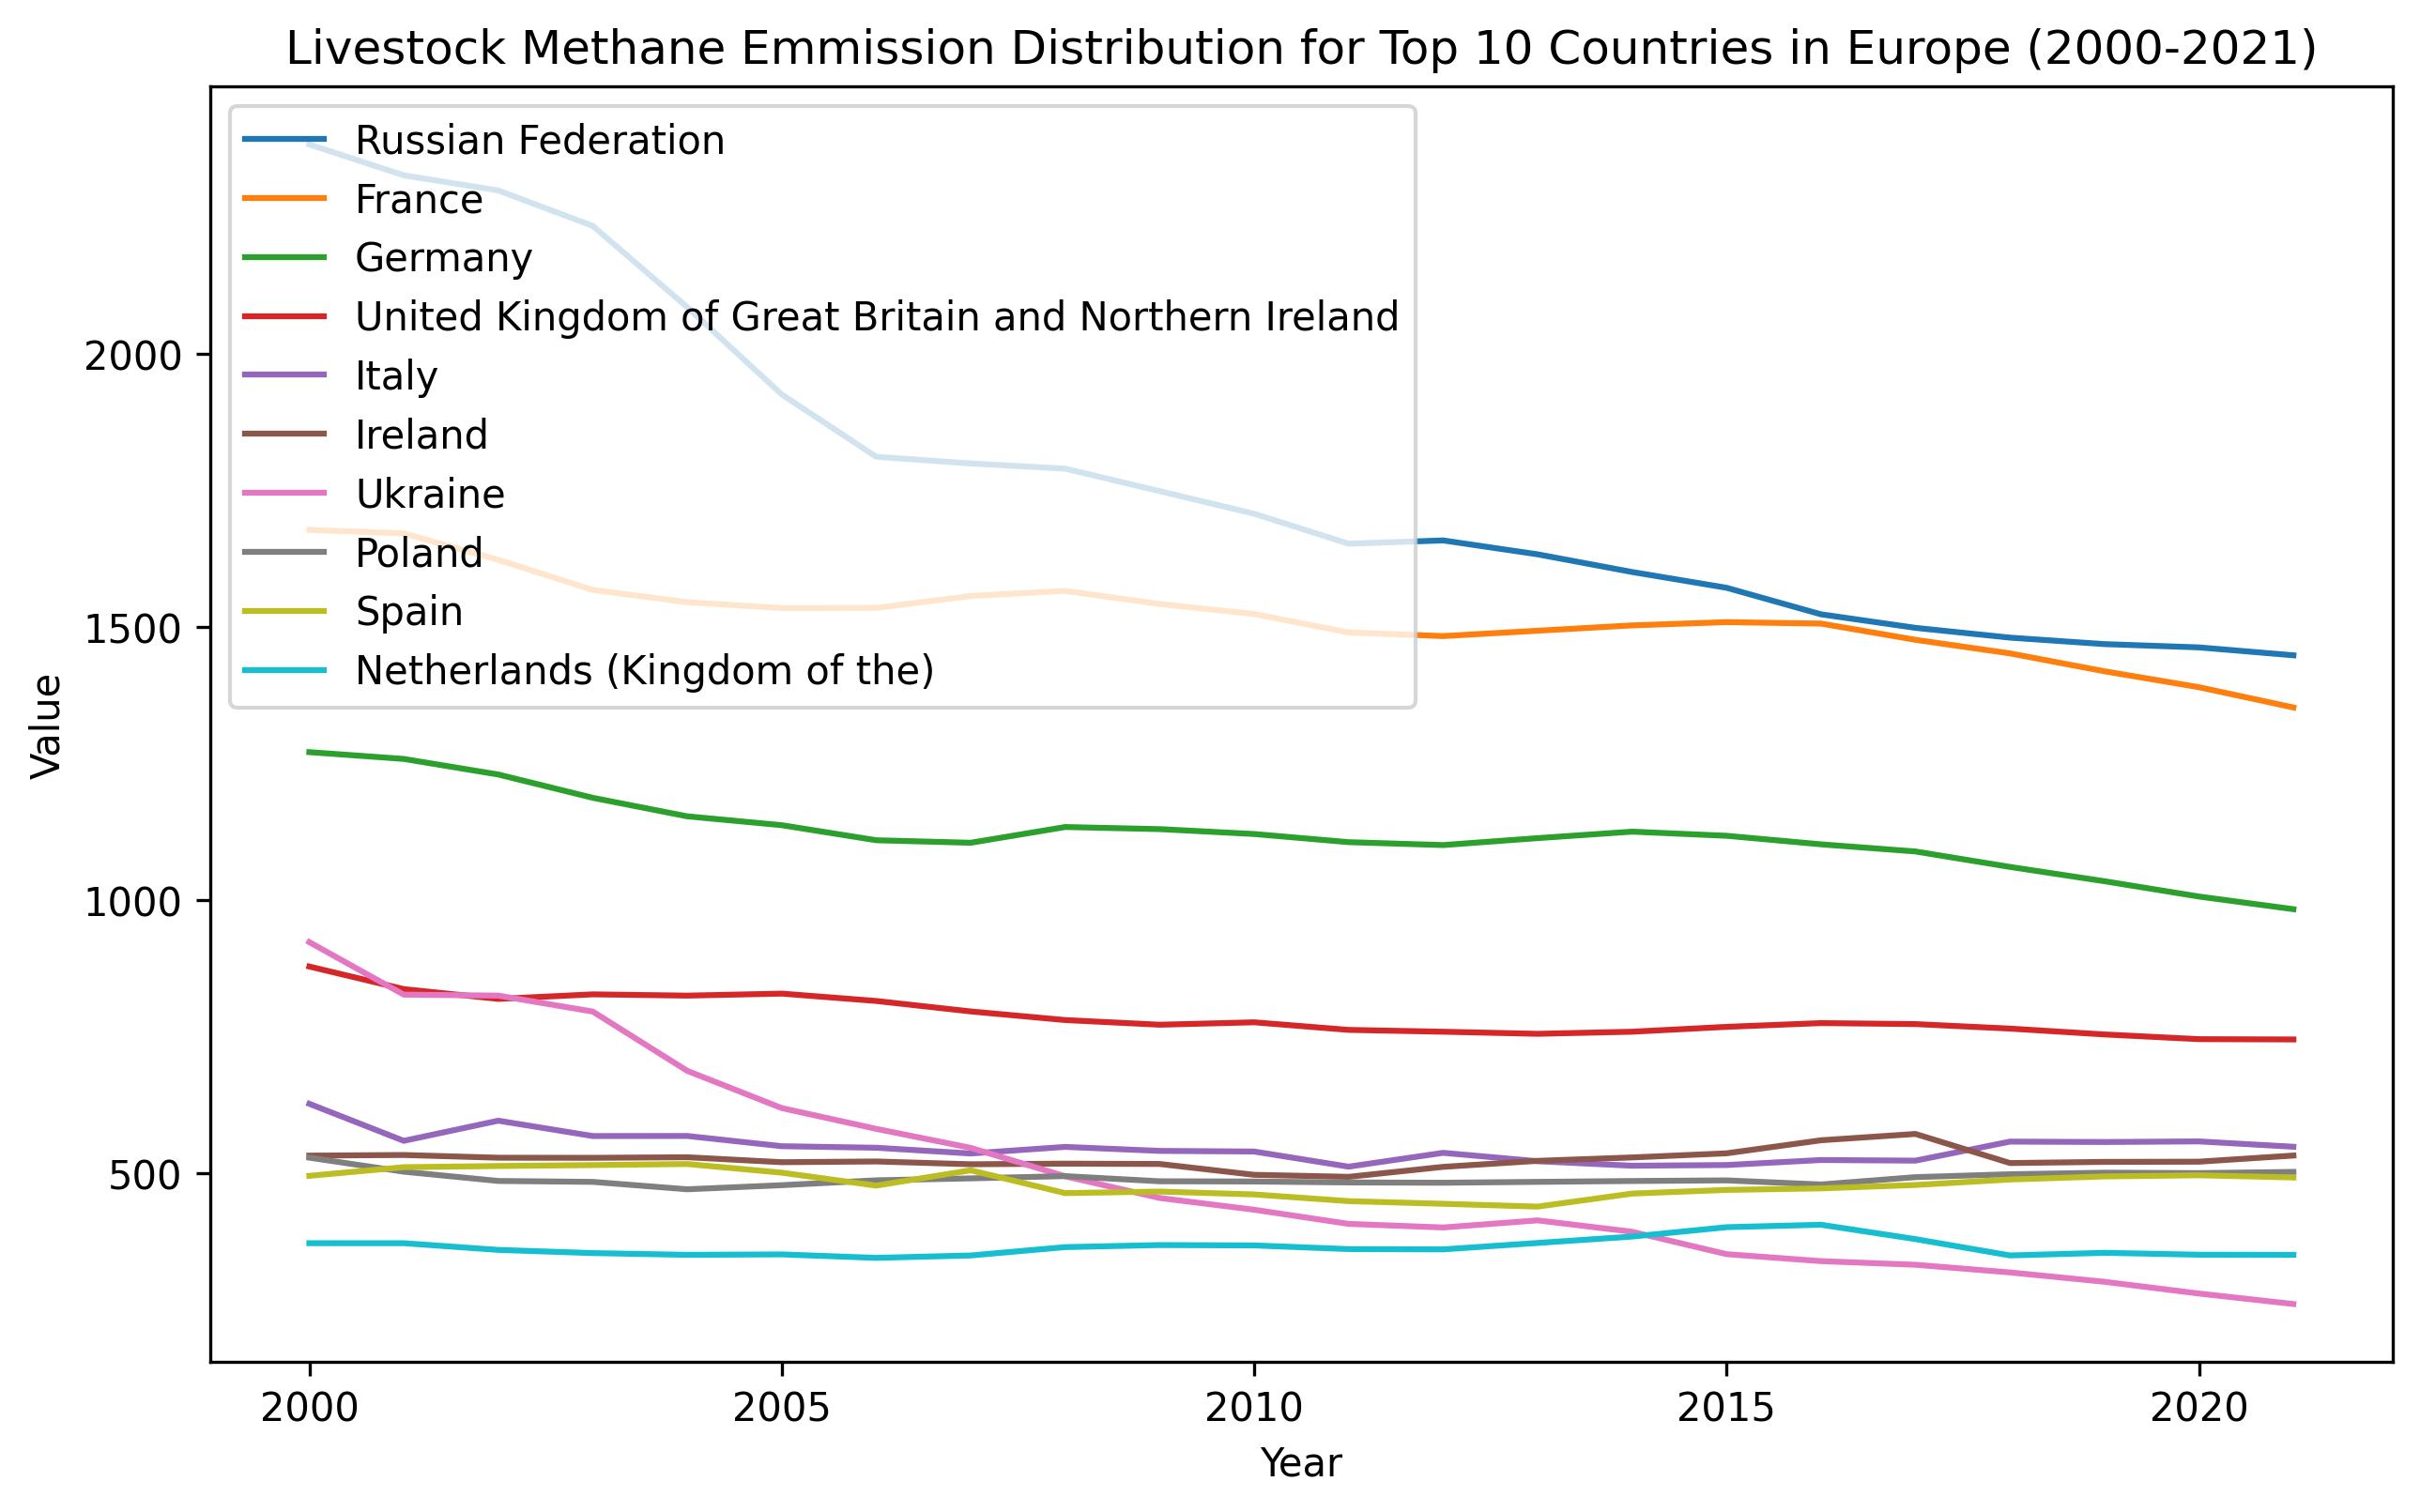 Livestock Methane Emmission Distribution for Top 10 Countries in Europe (2000-2021)
Russian Federation
France
Germany
United Kingdom of Great Britain and Northern Ireland
Italy
Ireland
Ukraine
Poland
Spain
Netherlands (Kingdom of the)
2000
1500
1000
500
Value
2000 2005 2010 2015 2020
Year